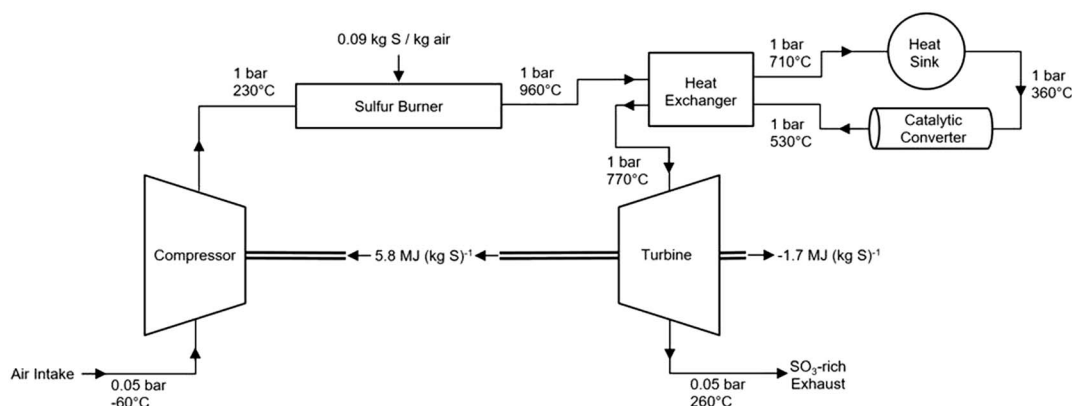 0.09 kg S / kg air
1 bar
230°C
Sulfur Burner
1 bar
960°C
Heat
Exchanger
1 bar
710°C
Heat
Sink
1 bar
360°C
Catalytic
Converter
1 bar
530°C
1 bar
770°C
Compressor
5.8 MJ (kg S)⁻¹
Turbine
-1.7 MJ (kg S)⁻¹
Air Intake
0.05 bar
-60°C
0.05 bar
260°C
SO₃-rich
Exhaust